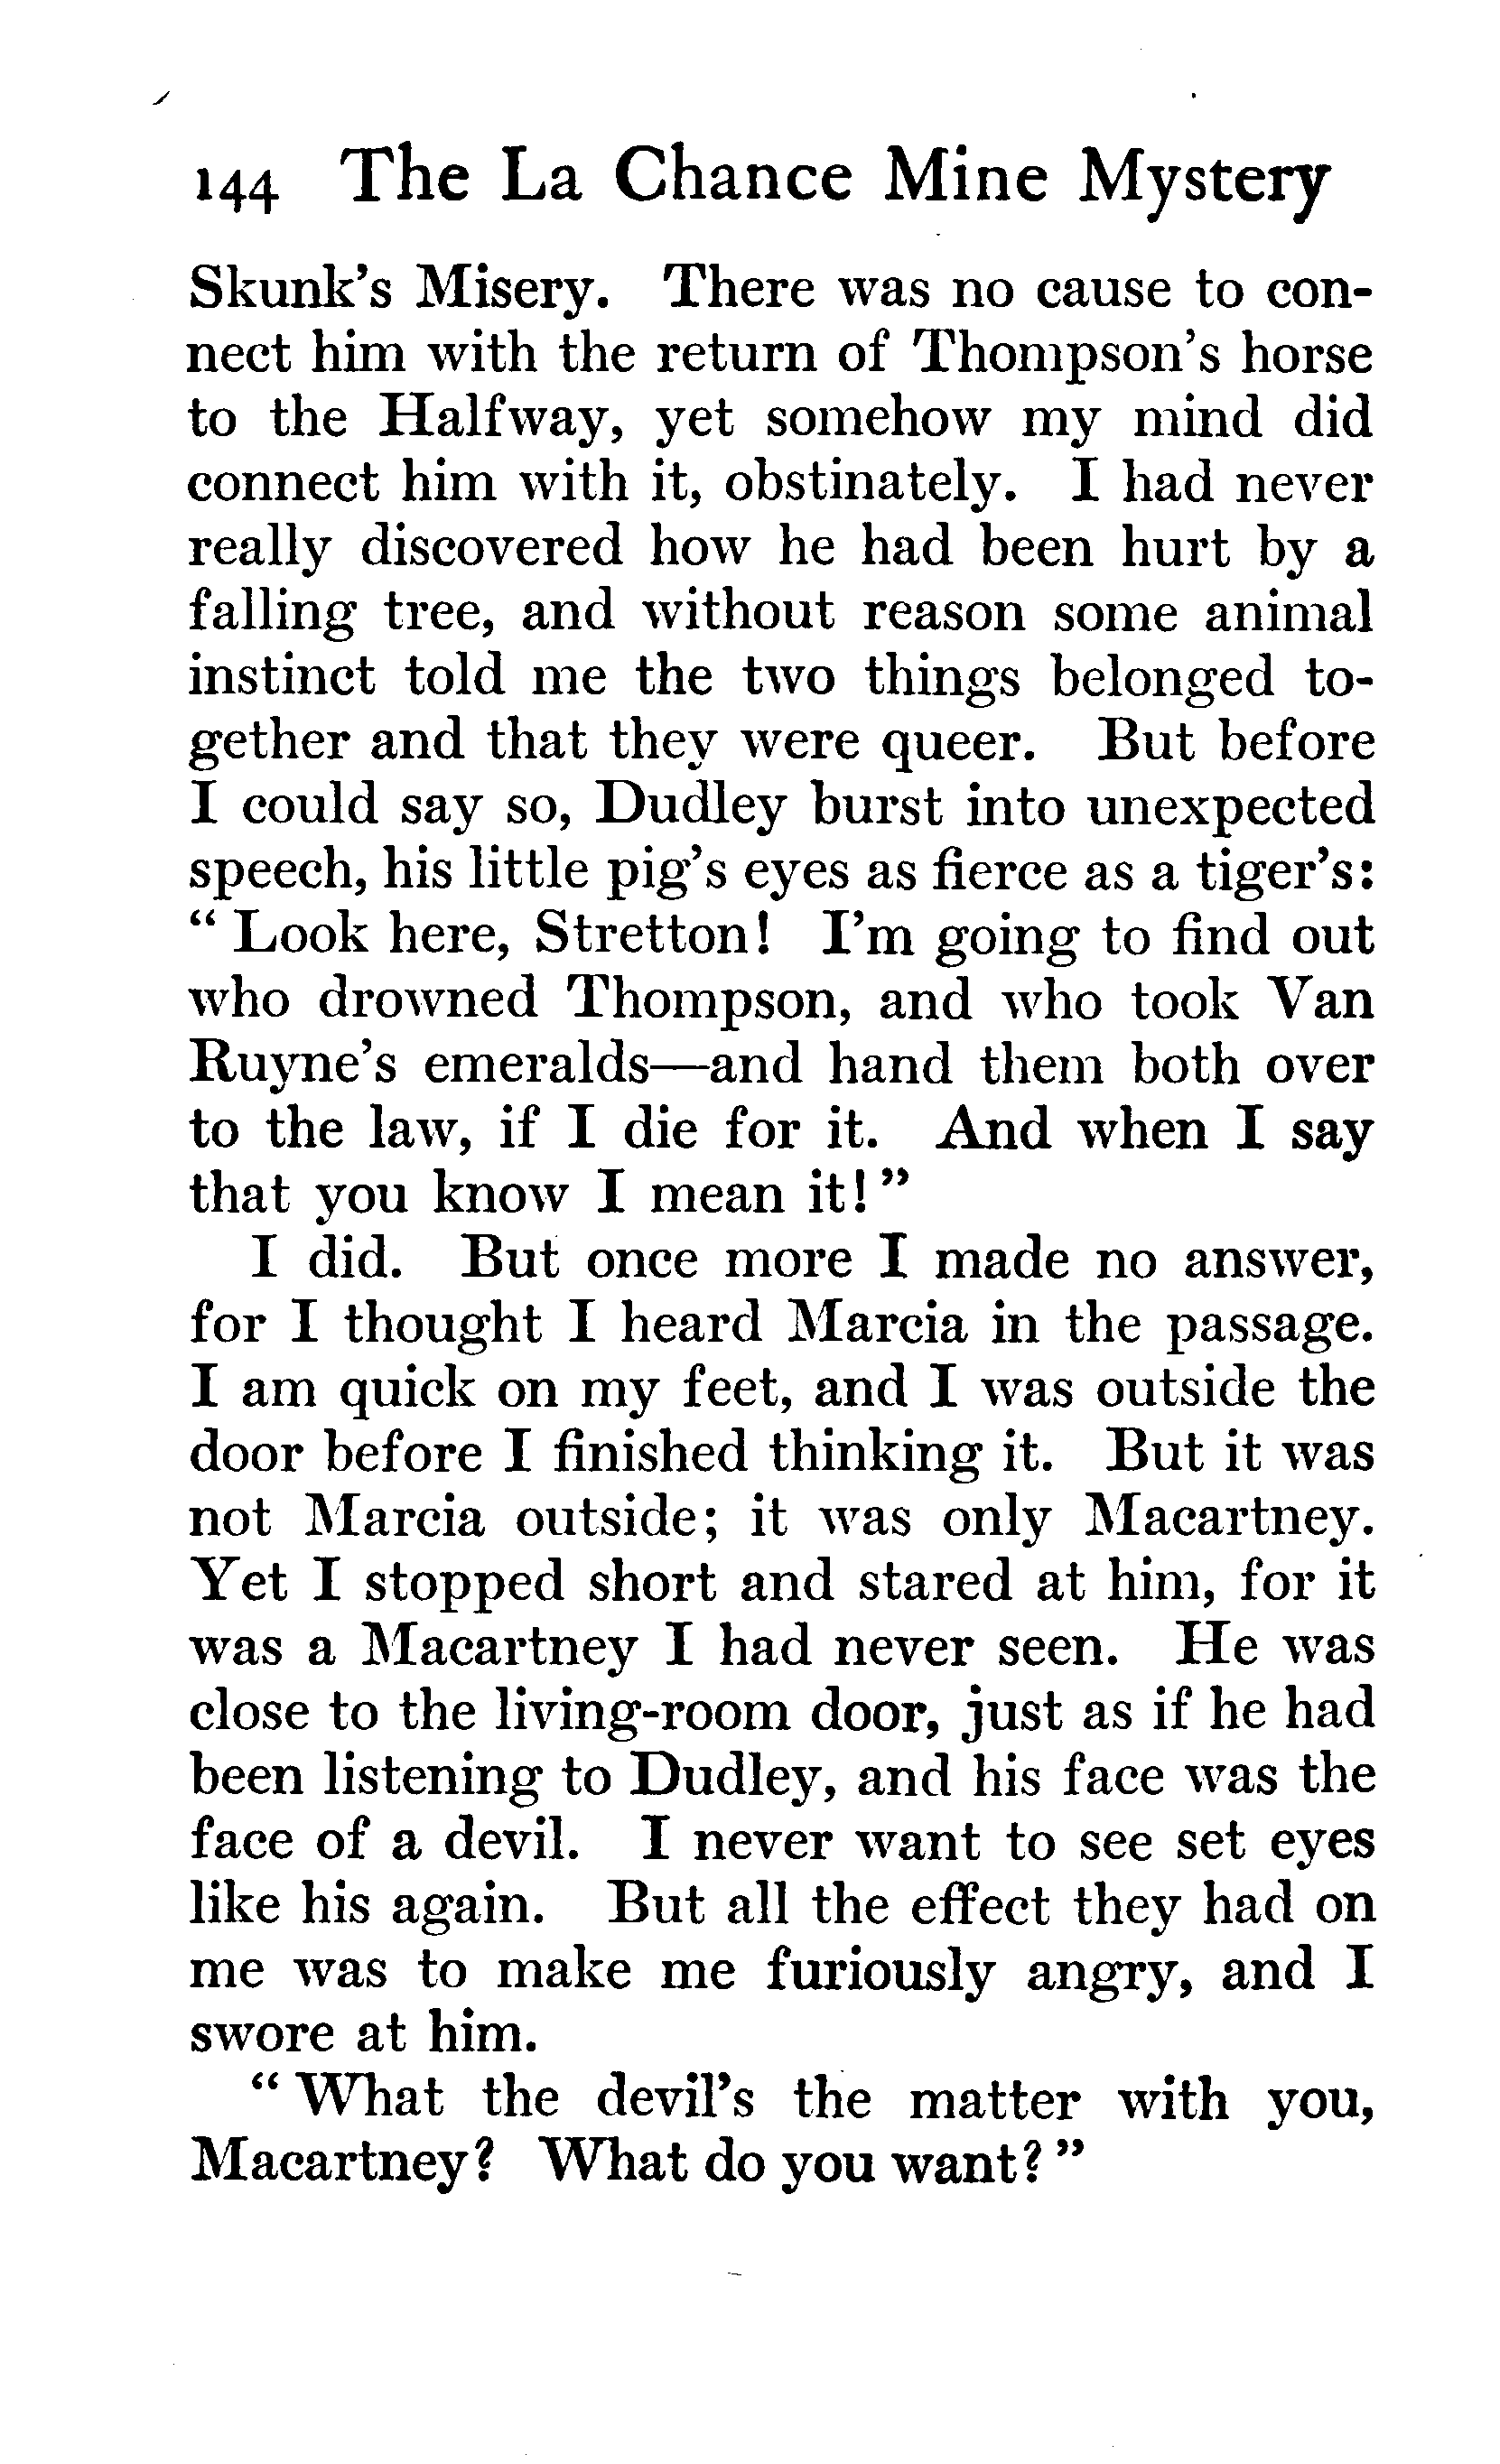 144 The La Chance Mine Mystery
Skunk's Misery. There was no cause to con-
nect him with the return of Thompson's horse
to the Halfway, yet somehow my mind did
connect him with it, obstinately. I had never
really discovered how he had been hurt by a
falling tree, and without reason some animal
instinct told me the two things belonged to-
gether and that they were queer. But before
I could say so, Dudley burst into unexpected
speech, his little pig's eyes as fierce as a tiger's:
"Look here, Stretton! I'm going to find out
who drowned Thompson, and who took Van
Ruyne's emeralds—and hand them both over
to the law, if I die for it. And when I say
that you know I mean it!"
I did. But once more I made no answer,
for I thought I heard Marcia in the passage.
I am quick on my feet, and I was outside the
door before I finished thinking it. But it was
not Marcia outside; it was only Macartney.
Yet I stopped short and stared at him, for it
was a Macartney I had never seen. He was
close to the living-room door, just as if he had
been listening to Dudley, and his face was the
face of a devil. I never want to see set eyes
like his again. But all the effect they had on
me was to make me furiously angry, and I
swore at him.
"What the devil's the matter with you,
Macartney? What do you want?"